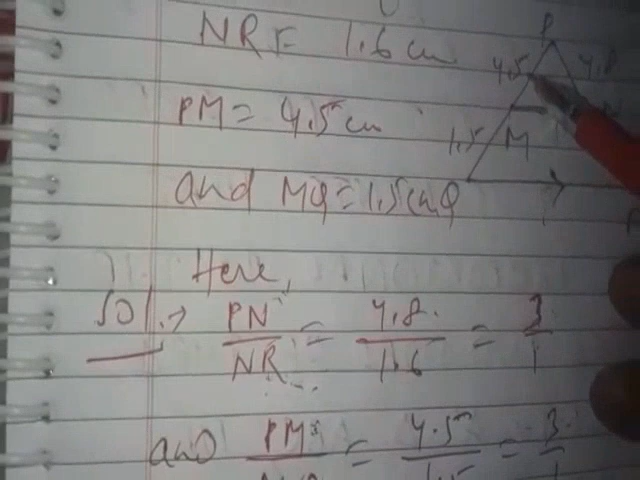 NR = 1.6 cm
P
4.5 4.8
PM = 4.5 cm
1.5 M
and MQ = 1.5 cm Q
Here,
Sol. → PN/NR = 4.8/1.6 = 3/1
and PM = 4.5/1.5 = 3/1